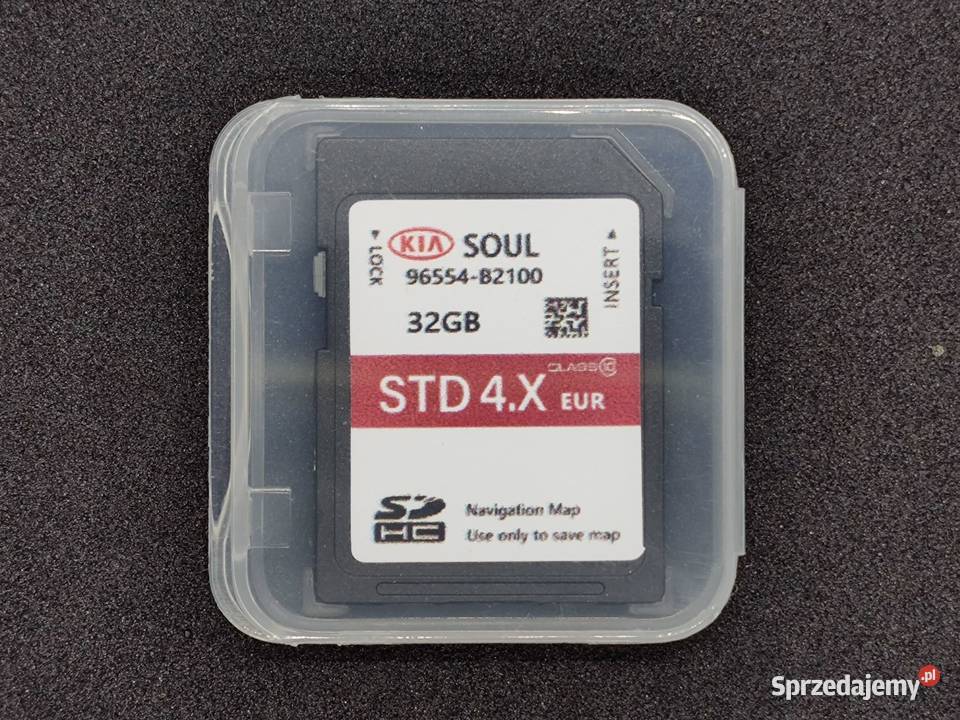 LOCK
KIA SOUL
INSERT
96554-B2100
32GB
CLASS 10
STD 4.X EUR
SD
HC
Navigation Map
Use only to save map
Sprzedajemy.pl